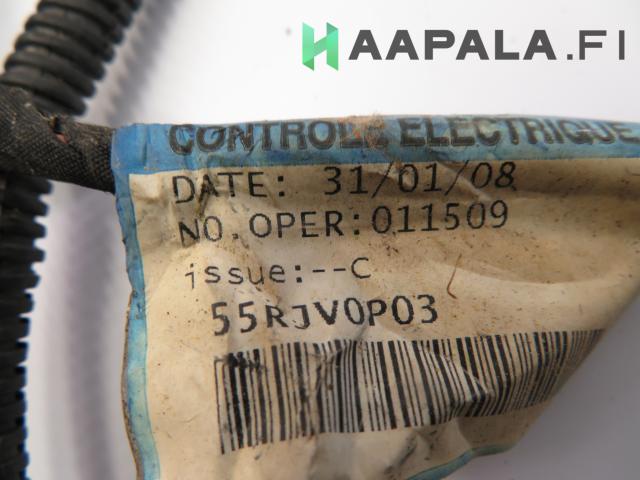 HAAPALA.FI
CONTROLE ELECTRIQUE
DATE: 31/01/08
NO.OPER:011509
issue:--C
55RJV0P03